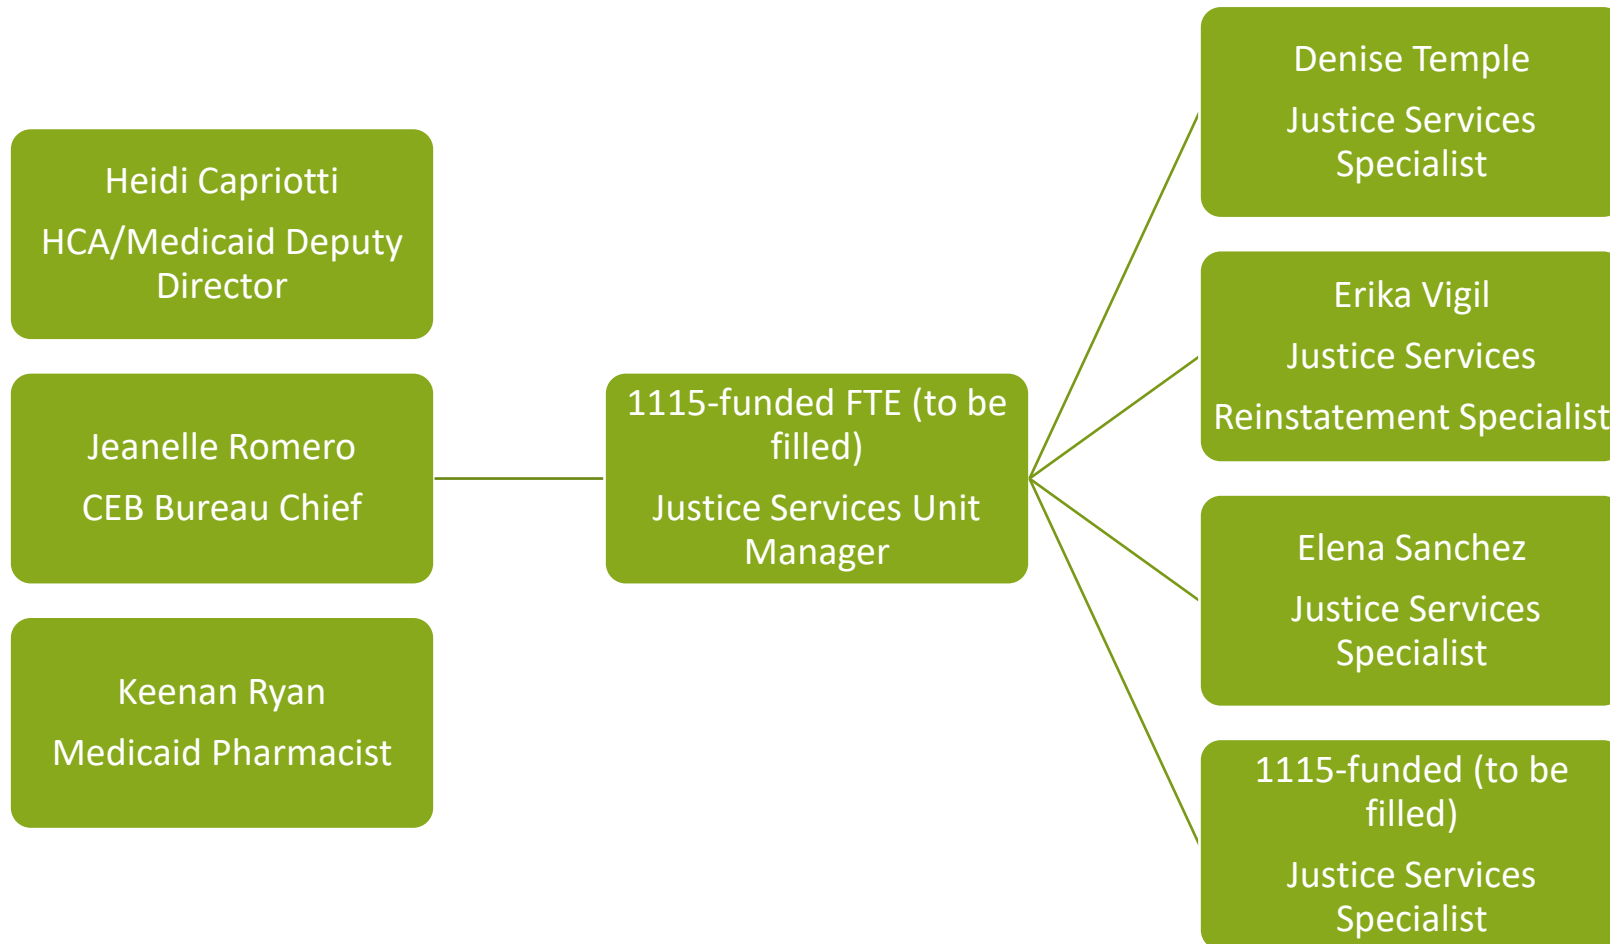 Heidi Capriotti
HCA/Medicaid Deputy
Director
Jeanelle Romero
CEB Bureau Chief
Keenan Ryan
Medicaid Pharmacist
1115-funded FTE (to be
filled)
Justice Services Unit
Manager
Denise Temple
Justice Services
Specialist
Erika Vigil
Justice Services
Reinstatement Specialist
Elena Sanchez
Justice Services
Specialist
1115-funded (to be
filled)
Justice Services
Specialist